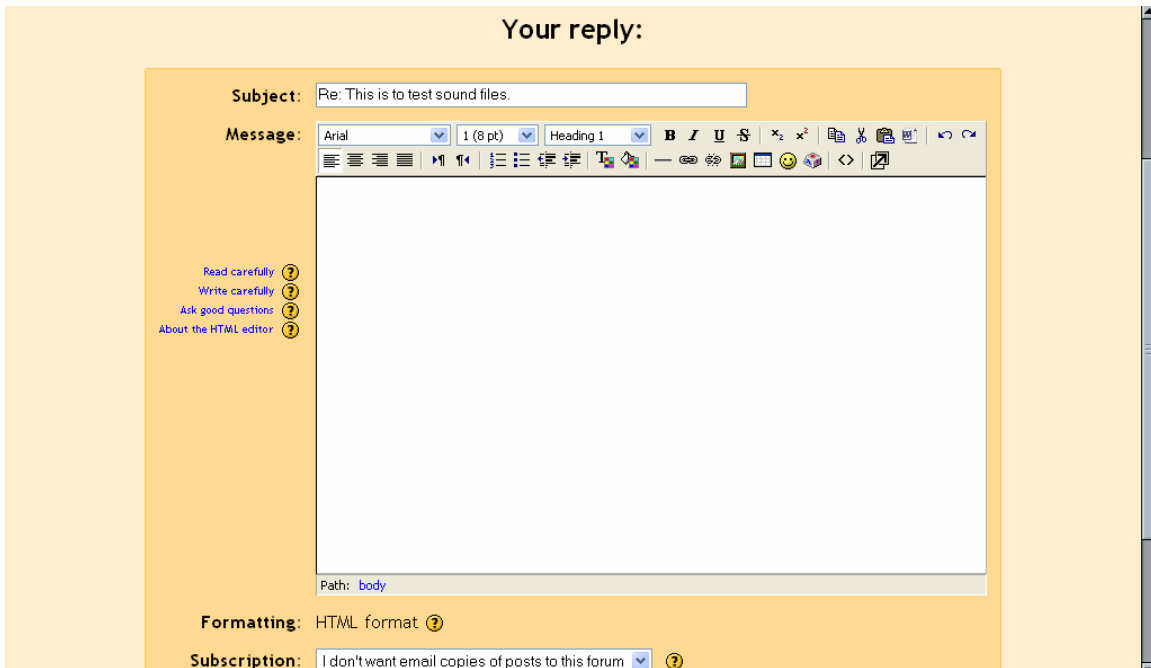 Your reply:
Subject: Re: This is to test sound files.
Message: Arial 1 (8 pt) Heading 1 B I U S x₂ x²
Read carefully ?
Write carefully ?
Ask good questions ?
About the HTML editor ?
Path: body
Formatting: HTML format ?
Subscription: I don't want email copies of posts to this forum ?